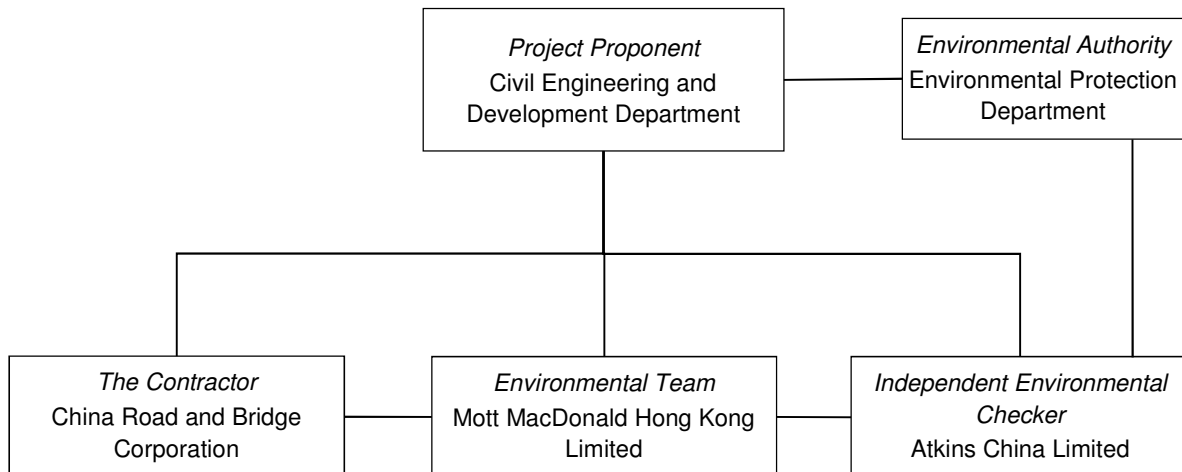 Project Proponent
Civil Engineering and
Development Department
Environmental Authority
Environmental Protection
Department
The Contractor
China Road and Bridge
Corporation
Environmental Team
Mott MacDonald Hong Kong
Limited
Independent Environmental
Checker
Atkins China Limited